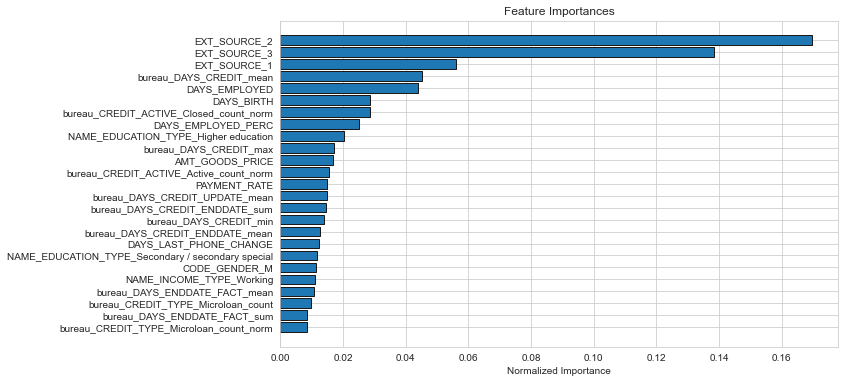 Feature Importances
EXT_SOURCE_2
EXT_SOURCE_3
EXT_SOURCE_1
bureau_DAYS_CREDIT_mean
DAYS_EMPLOYED
DAYS_BIRTH
bureau_CREDIT_ACTIVE_Closed_count_norm
DAYS_EMPLOYED_PERC
NAME_EDUCATION_TYPE_Higher education
bureau_DAYS_CREDIT_max
AMT_GOODS_PRICE
bureau_CREDIT_ACTIVE_Active_count_norm
PAYMENT_RATE
bureau_DAYS_CREDIT_UPDATE_mean
bureau_DAYS_CREDIT_ENDDATE_sum
bureau_DAYS_CREDIT_min
bureau_DAYS_CREDIT_ENDDATE_mean
DAYS_LAST_PHONE_CHANGE
NAME_EDUCATION_TYPE_Secondary / secondary special
CODE_GENDER_M
NAME_INCOME_TYPE_Working
bureau_DAYS_ENDDATE_FACT_mean
bureau_CREDIT_TYPE_Microloan_count
bureau_DAYS_ENDDATE_FACT_sum
bureau_CREDIT_TYPE_Microloan_count_norm
0.00 0.02 0.04 0.06 0.08 0.10 0.12 0.14 0.16
Normalized Importance